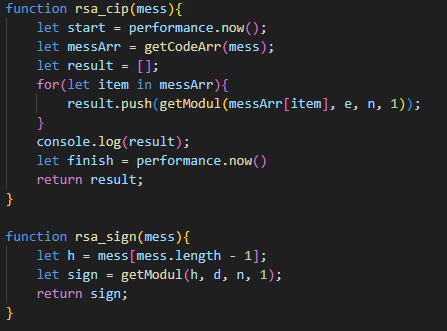 function rsa_cip(mess){
    let start = performance.now();
    let messArr = getCodeArr(mess);
    let result = [];
    for(let item in messArr){
        result.push(getModul(messArr[item], e, n, 1));
    }
    console.log(result);
    let finish = performance.now()
    return result;
}

function rsa_sign(mess){
    let h = mess[mess.length - 1];
    let sign = getModul(h, d, n, 1);
    return sign;
}